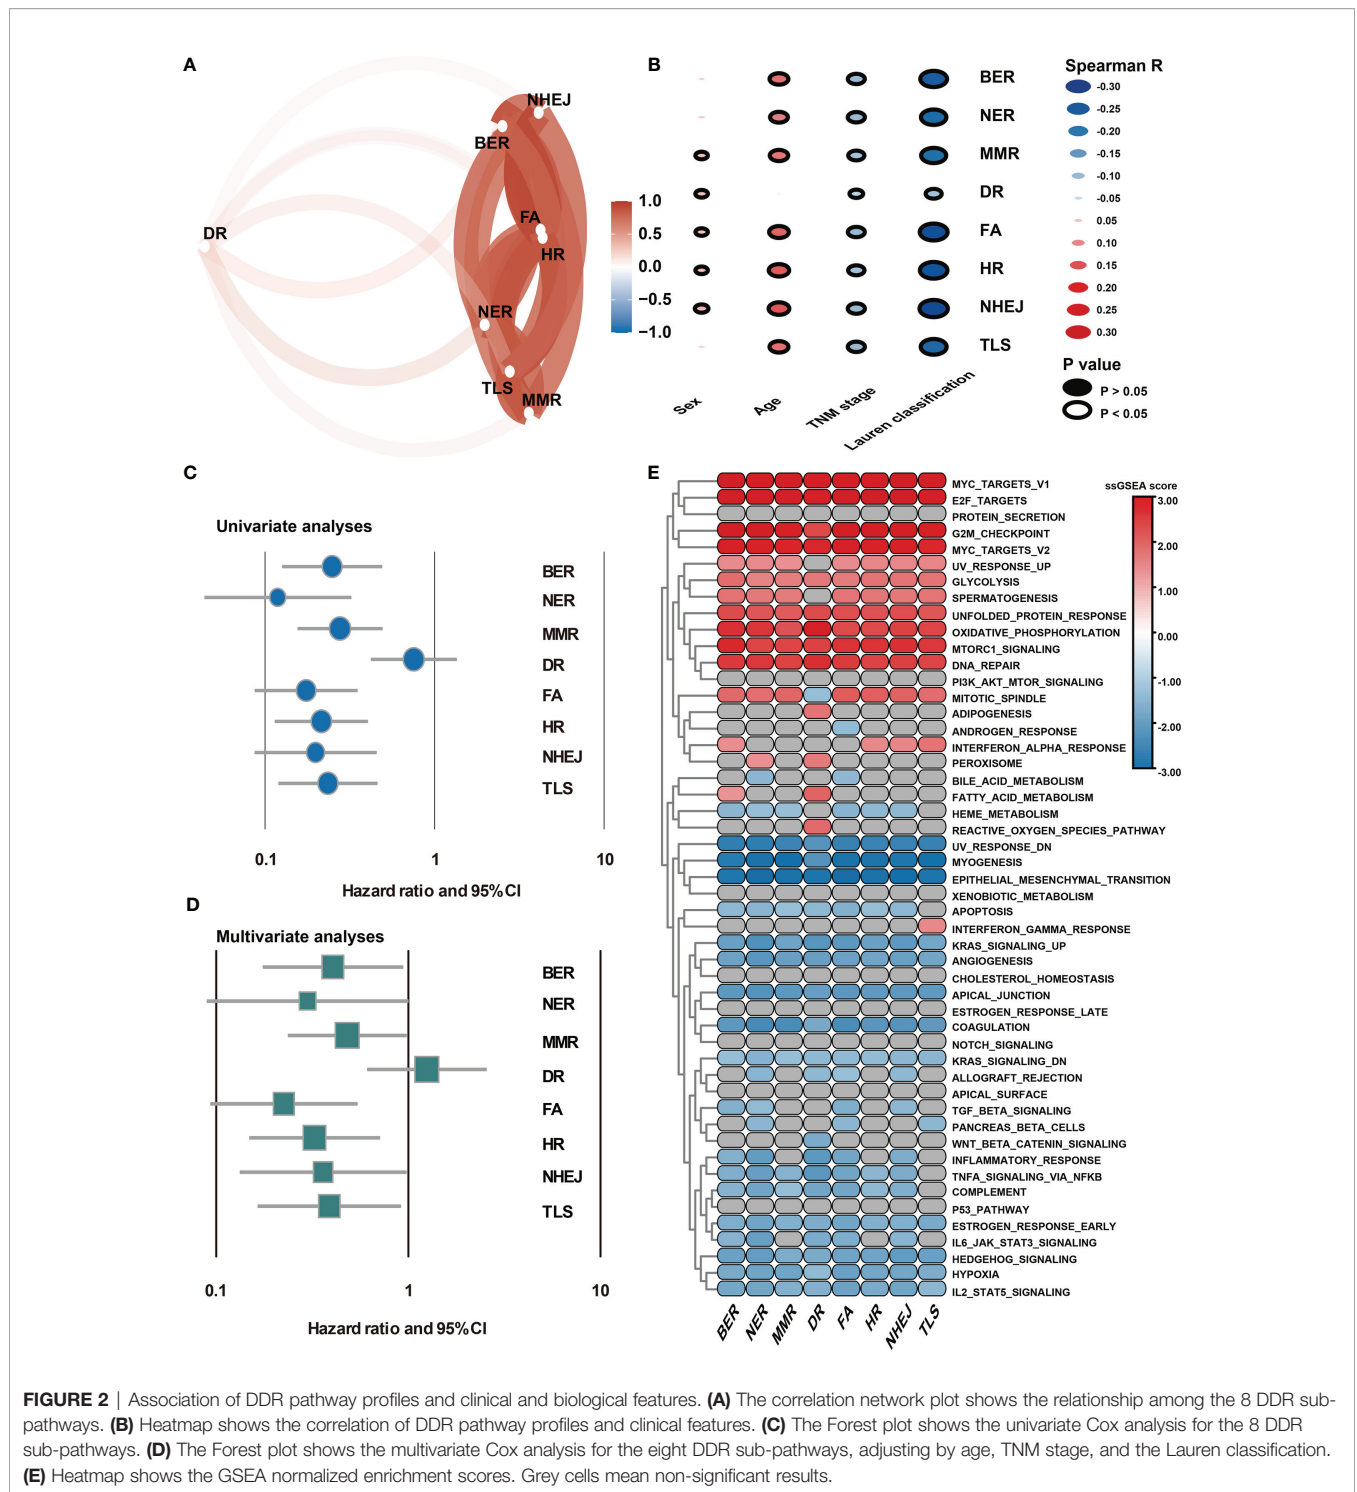 A
NHEJ
BER
FA
DR
HR
NER
TLS
MMR
1.0
0.5
0.0
−0.5
−1.0
B
BER
NER
MMR
DR
FA
HR
NHEJ
TLS
Sex
Age
TNM stage
Lauren classification
Spearman R
-0.30
-0.25
-0.20
-0.15
-0.10
-0.05
0.05
0.10
0.15
0.20
0.25
0.30
P value
P > 0.05
P < 0.05
C
Univariate analyses
BER
NER
MMR
DR
FA
HR
NHEJ
TLS
0.1 1 10
Hazard ratio and 95%CI
D
Multivariate analyses
BER
NER
MMR
DR
FA
HR
NHEJ
TLS
0.1 1 10
Hazard ratio and 95%CI
E
MYC_TARGETS_V1
E2F_TARGETS
PROTEIN_SECRETION
G2M_CHECKPOINT
MYC_TARGETS_V2
UV_RESPONSE_UP
GLYCOLYSIS
SPERMATOGENESIS
UNFOLDED_PROTEIN_RESPONSE
OXIDATIVE_PHOSPHORYLATION
MTORC1_SIGNALING
DNA_REPAIR
PI3K_AKT_MTOR_SIGNALING
MITOTIC_SPINDLE
ADIPOGENESIS
ANDROGEN_RESPONSE
INTERFERON_ALPHA_RESPONSE
PEROXISOME
BILE_ACID_METABOLISM
FATTY_ACID_METABOLISM
HEME_METABOLISM
REACTIVE_OXYGEN_SPECIES_PATHWAY
UV_RESPONSE_DN
MYOGENESIS
EPITHELIAL_MESENCHYMAL_TRANSITION
XENOBIOTIC_METABOLISM
APOPTOSIS
INTERFERON_GAMMA_RESPONSE
KRAS_SIGNALING_UP
ANGIOGENESIS
CHOLESTEROL_HOMEOSTASIS
APICAL_JUNCTION
ESTROGEN_RESPONSE_LATE
COAGULATION
NOTCH_SIGNALING
KRAS_SIGNALING_DN
ALLOGRAFT_REJECTION
APICAL_SURFACE
TGF_BETA_SIGNALING
PANCREAS_BETA_CELLS
WNT_BETA_CATENIN_SIGNALING
INFLAMMATORY_RESPONSE
TNFA_SIGNALING_VIA_NFKB
COMPLEMENT
P53_PATHWAY
ESTROGEN_RESPONSE_EARLY
IL6_JAK_STAT3_SIGNALING
HEDGEHOG_SIGNALING
HYPOXIA
IL2_STAT5_SIGNALING
BER NER MMR DR FA HR NHEJ TLS
ssGSEA score
3.00
2.00
1.00
0.00
-1.00
-2.00
-3.00
FIGURE 2 | Association of DDR pathway profiles and clinical and biological features. (A) The correlation network plot shows the relationship among the 8 DDR sub-
pathways. (B) Heatmap shows the correlation of DDR pathway profiles and clinical features. (C) The Forest plot shows the univariate Cox analysis for the 8 DDR
sub-pathways. (D) The Forest plot shows the multivariate Cox analysis for the eight DDR sub-pathways, adjusting by age, TNM stage, and the Lauren classification.
(E) Heatmap shows the GSEA normalized enrichment scores. Grey cells mean non-significant results.